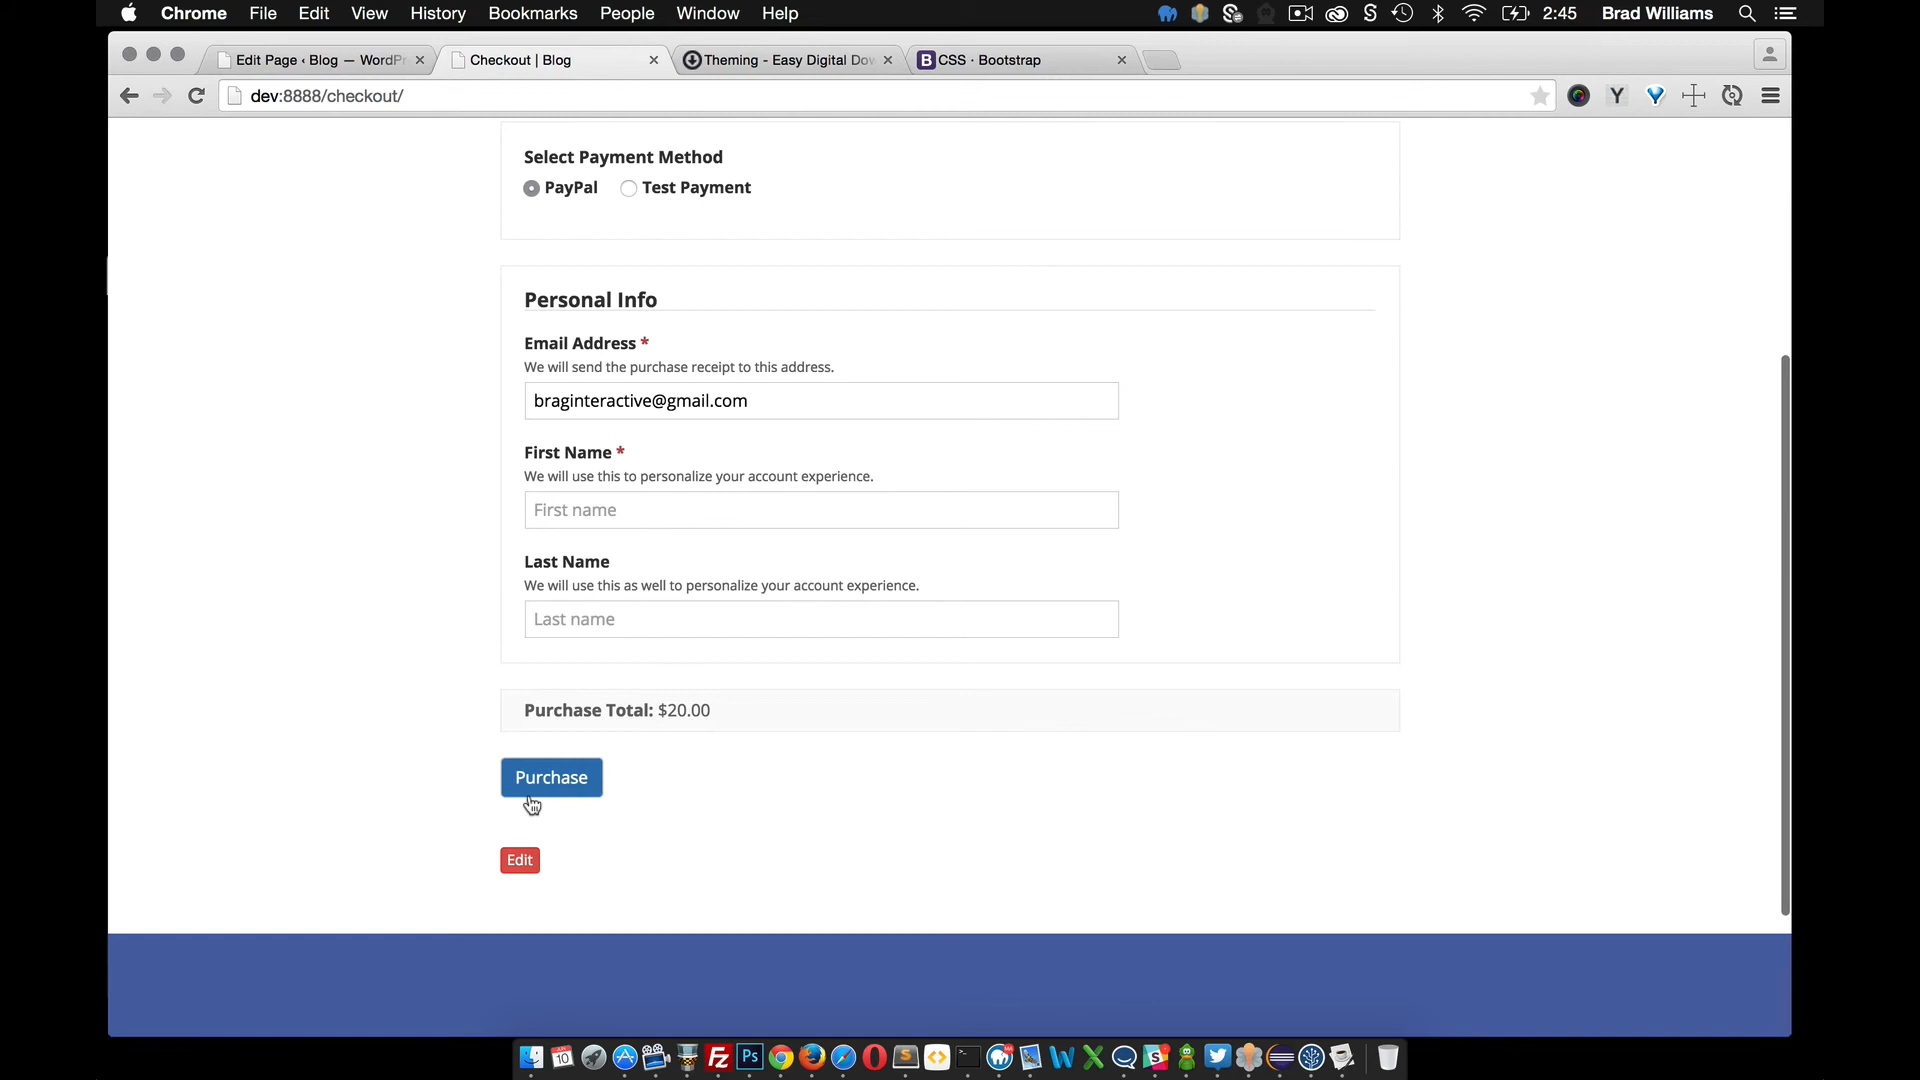 Chrome File Edit View History Bookmarks People Window Help 2:45 Brad Williams
Edit Page ‹ Blog — WordPr
Checkout | Blog
Theming - Easy Digital Dow
CSS · Bootstrap
dev:8888/checkout/
Select Payment Method
PayPal Test Payment
Personal Info
Email Address *
We will send the purchase receipt to this address.
braginteractive@gmail.com
First Name *
We will use this to personalize your account experience.
First name
Last Name
We will use this as well to personalize your account experience.
Last name
Purchase Total: $20.00
Purchase
Edit